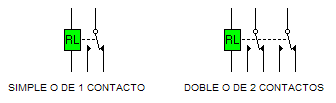 RL
RL
SIMPLE O DE 1 CONTACTO
DOBLE O DE 2 CONTACTOS